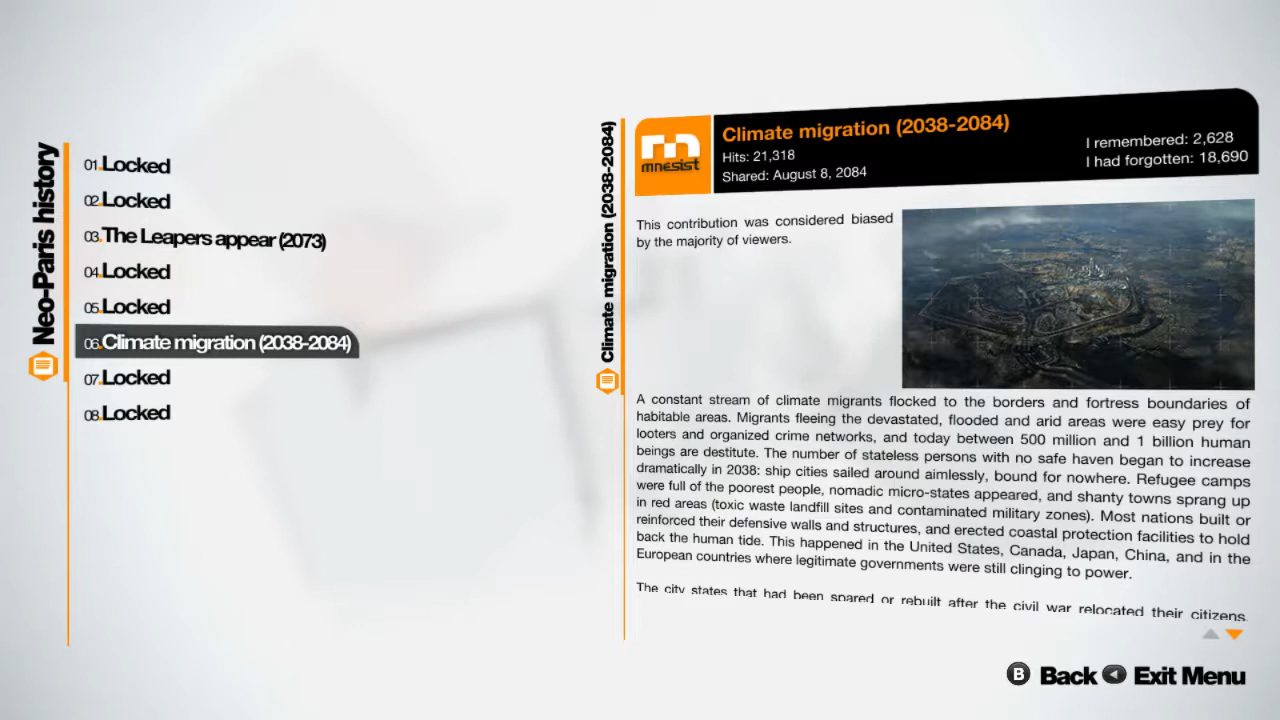 Neo-Paris history
01.Locked
02.Locked
03.The Leapers appear (2073)
04.Locked
05.Locked
06.Climate migration (2038-2084)
07.Locked
08.Locked
Climate migration (2038-2084)
mnesist
Climate migration (2038-2084)
Hits: 21,318
Shared: August 8, 2084
I remembered: 2,628
I had forgotten: 18,690
This contribution was considered biased
by the majority of viewers.
A constant stream of climate migrants flocked to the borders and fortress boundaries of
habitable areas. Migrants fleeing the devastated, flooded and arid areas were easy prey for
looters and organized crime networks, and today between 500 million and 1 billion human
beings are destitute. The number of stateless persons with no safe haven began to increase
dramatically in 2038: ship cities sailed around aimlessly, bound for nowhere. Refugee camps
were full of the poorest people, nomadic micro-states appeared, and shanty towns sprang up
in red areas (toxic waste landfill sites and contaminated military zones). Most nations built or
reinforced their defensive walls and structures, and erected coastal protection facilities to hold
back the human tide. This happened in the United States, Canada, Japan, China, and in the
European countries where legitimate governments were still clinging to power.
The city states that had been spared or rebuilt after the civil war relocated their citizens.
B Back Exit Menu